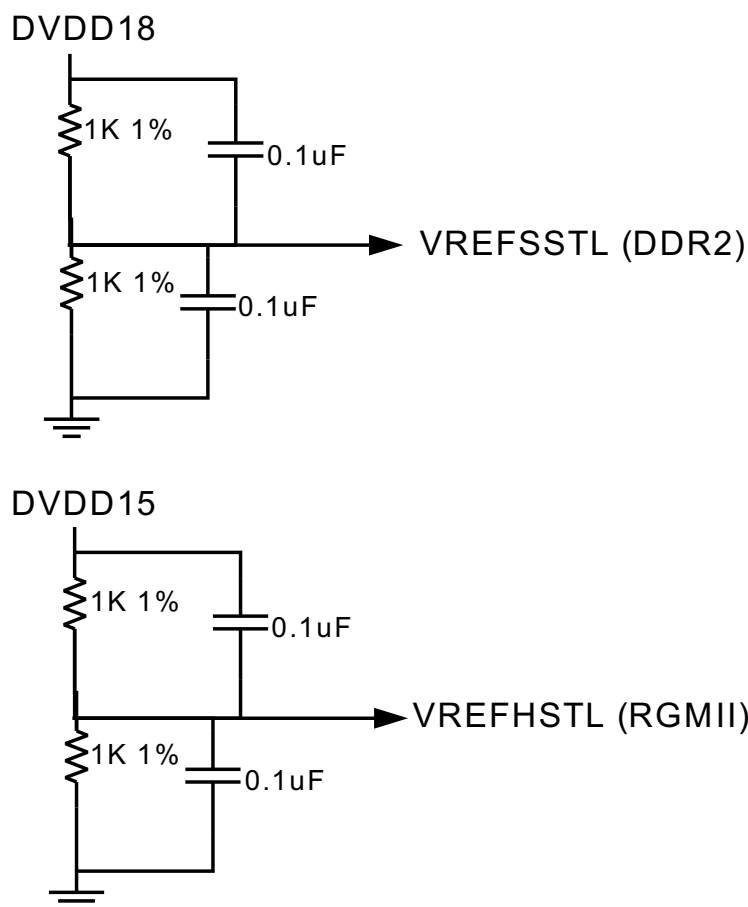 DVDD18
1K 1%
0.1uF
VREFSSTL (DDR2)
1K 1%
0.1uF
DVDD15
1K 1%
0.1uF
VREFHSTL (RGMII)
1K 1%
0.1uF